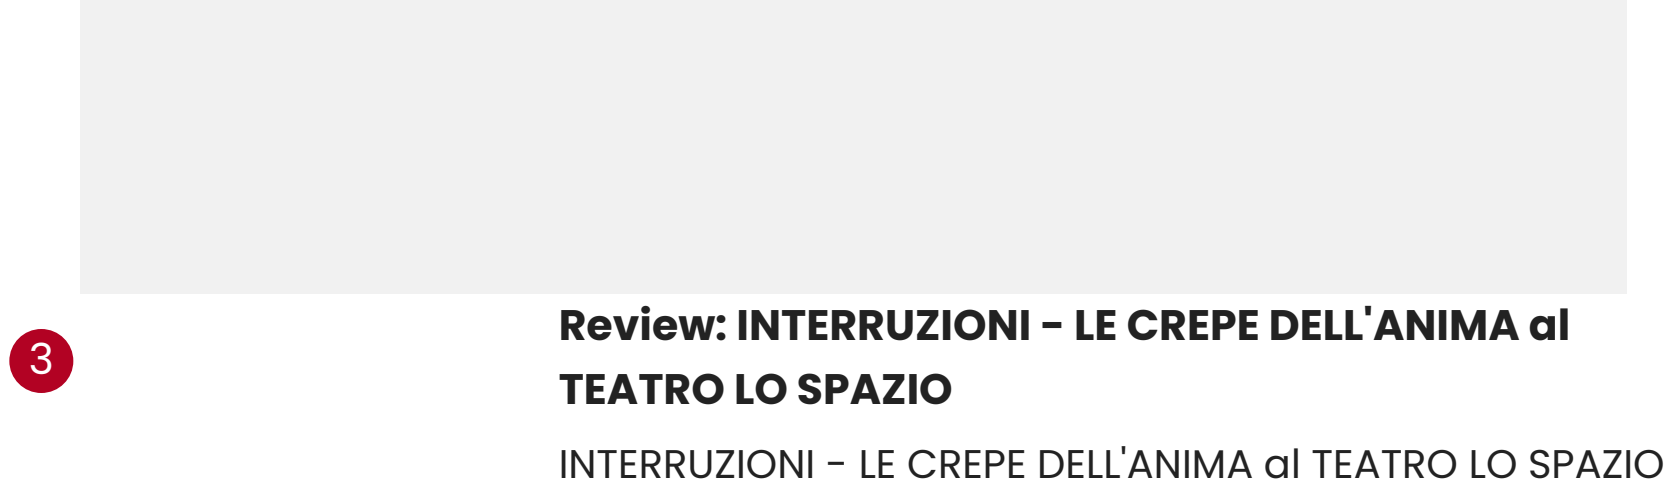 3
Review: INTERRUZIONI - LE CREPE DELL'ANIMA al
TEATRO LO SPAZIO
INTERRUZIONI - LE CREPE DELL'ANIMA al TEATRO LO SPAZIO